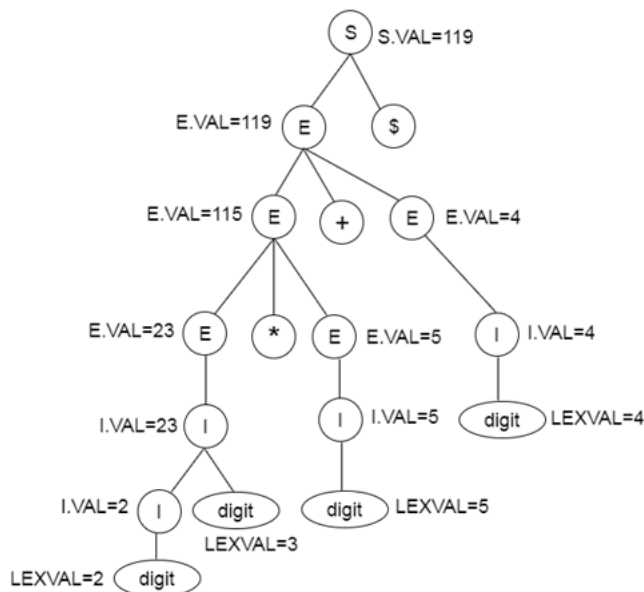 S S.VAL=119
E.VAL=119 E $
E.VAL=115 E + E E.VAL=4
E.VAL=23 E * E E.VAL=5 I I.VAL=4
I.VAL=23 I I I.VAL=5 digit LEXVAL=4
I.VAL=2 I digit digit LEXVAL=5
LEXVAL=3
LEXVAL=2 digit